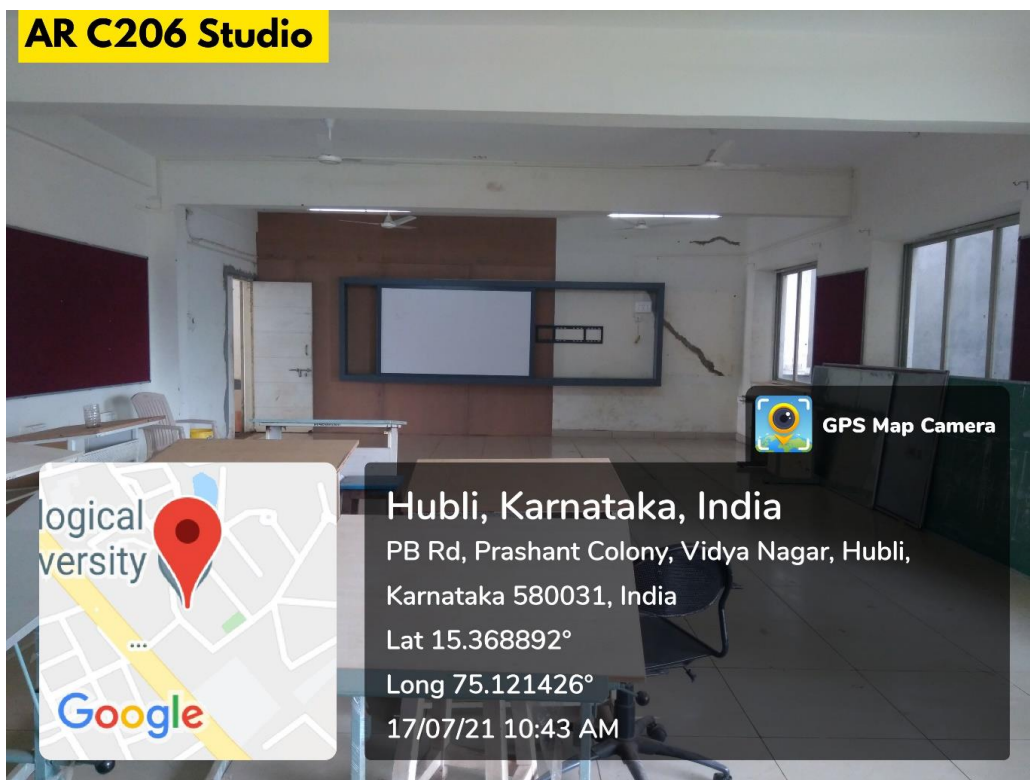 AR C206 Studio
GPS Map Camera
logical
versity
...
Google
Hubli, Karnataka, India
PB Rd, Prashant Colony, Vidya Nagar, Hubli,
Karnataka 580031, India
Lat 15.368892°
Long 75.121426°
17/07/21 10:43 AM